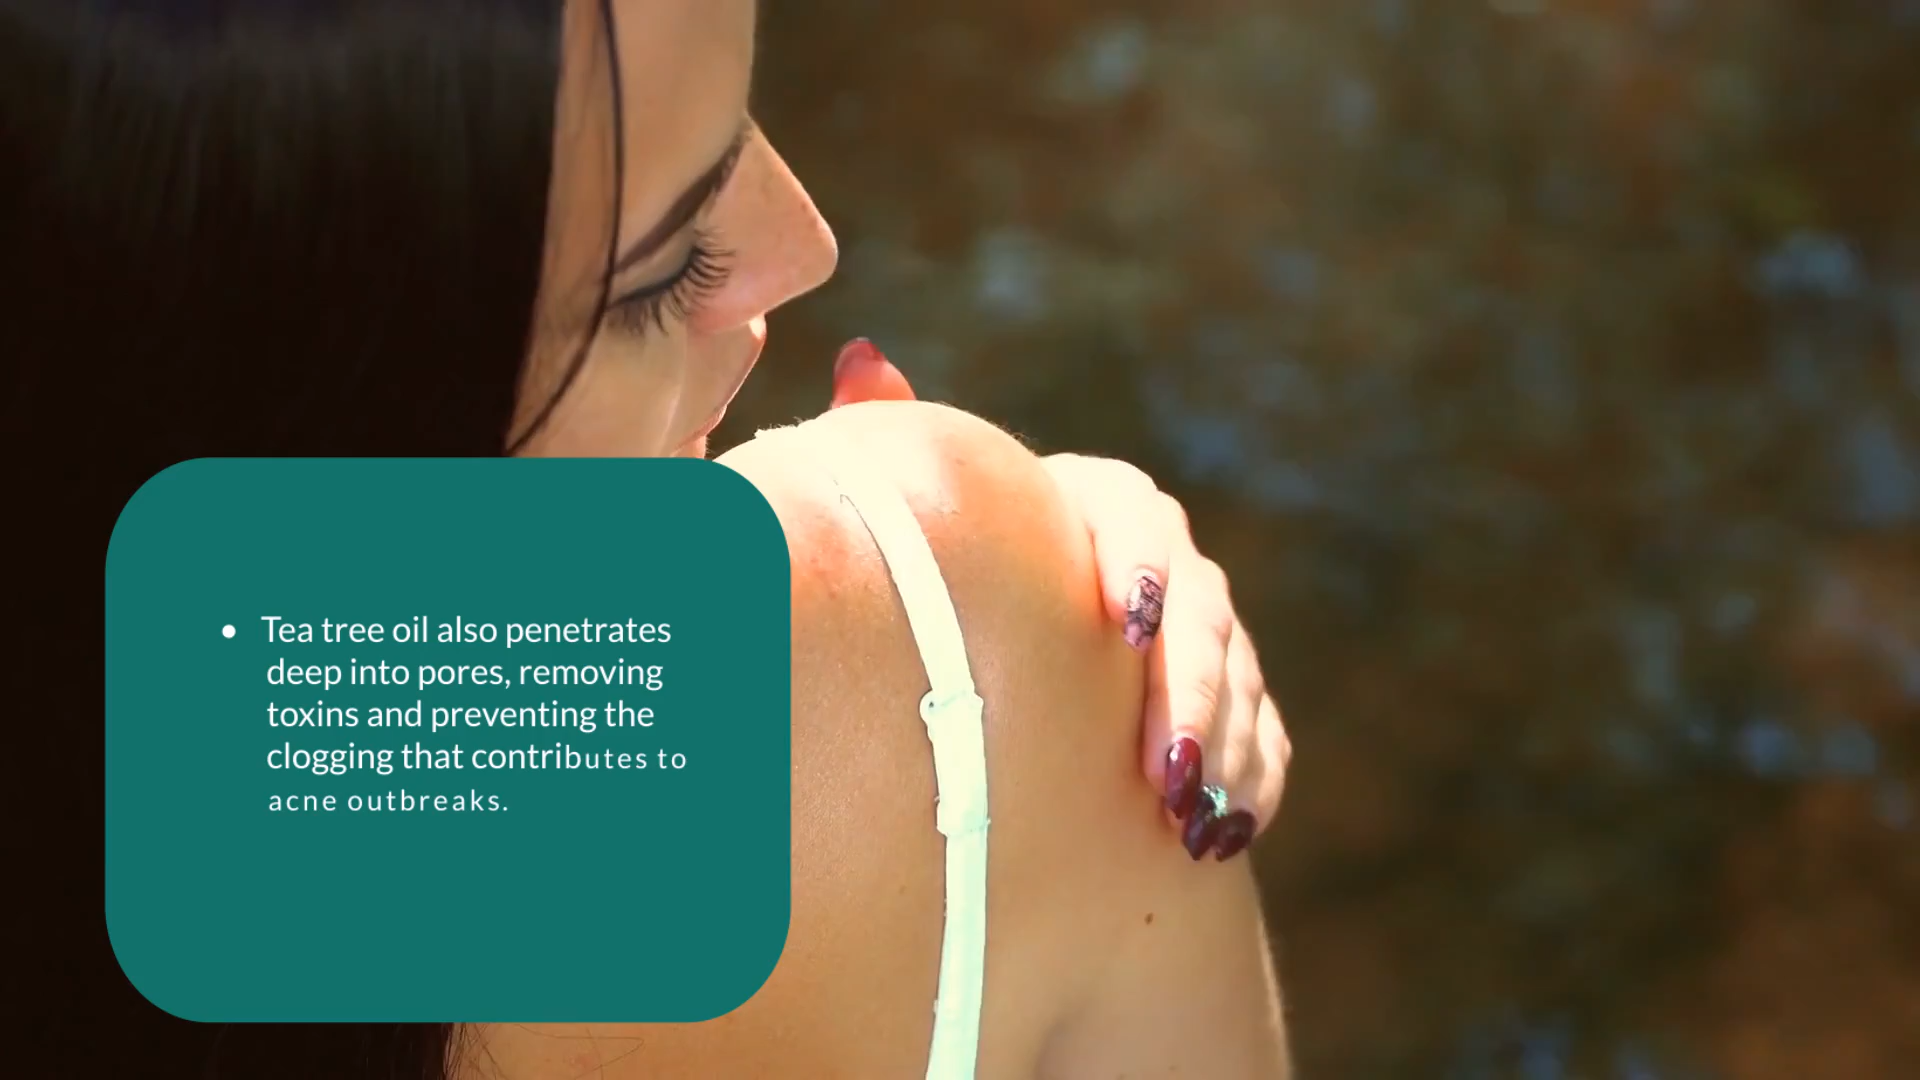 • Tea tree oil also penetrates
deep into pores, removing
toxins and preventing the
clogging that contributes to
acne outbreaks.